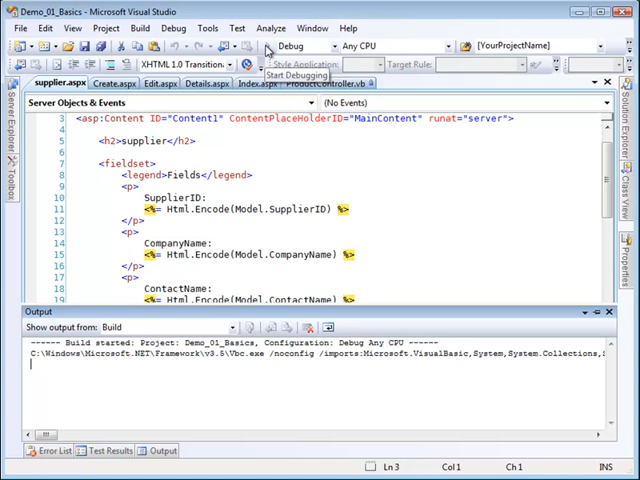 Demo_01_Basics - Microsoft Visual Studio
File Edit View Project Build Debug Data Tools Test Analyze Window Help
Debug Any CPU [YourProjectName]
XHTML 1.0 Transition Style Application: Target Rule:
Start Debugging
supplier.aspx Create.aspx Edit.aspx Details.aspx Index.aspx ProductController.vb
Server Objects & Events (No Events)
3 <asp:Content ID="Content1" ContentPlaceHolderID="MainContent" runat="server">
4
5 <h2>supplier</h2>
6
7 <fieldset>
8 <legend>Fields</legend>
9 <p>
10 SupplierID:
11 <%= Html.Encode(Model.SupplierID) %>
12 </p>
13 <p>
14 CompanyName:
15 <%= Html.Encode(Model.CompanyName) %>
16 </p>
17 <p>
18 ContactName:
19 <%= Html.Encode(Model.ContactName) %>
Server Explorer
Toolbox
Class View
Properties
Output
Show output from: Build
------ Build started: Project: Demo_01_Basics, Configuration: Debug Any CPU ------
C:\Windows\Microsoft.NET\Framework\v3.5\Vbc.exe /noconfig /imports:Microsoft.VisualBasic,System,System.Collections,
Error List Test Results Output
Ln 3 Col 1 Ch 1 INS